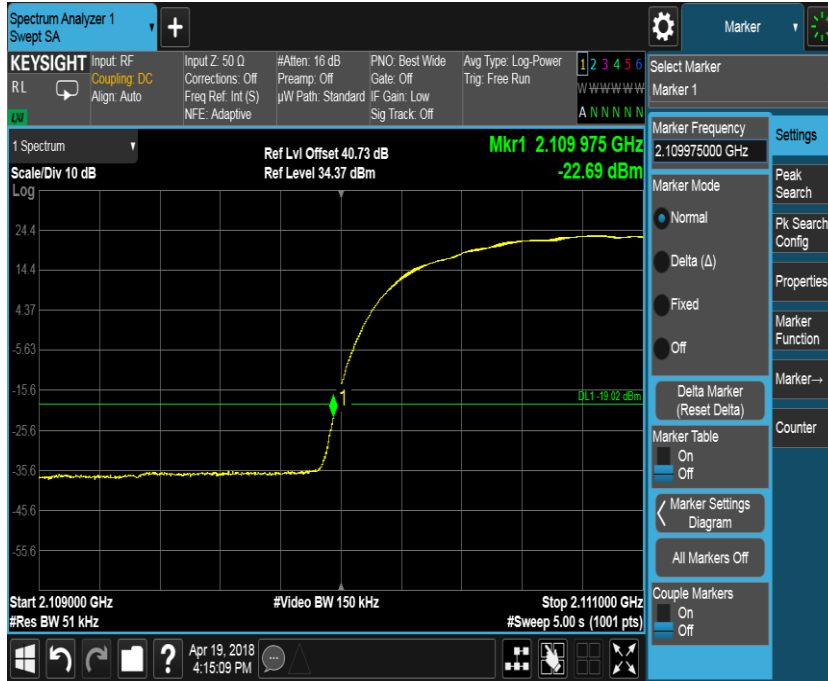 Spectrum Analyzer 1
Swept SA
Marker
KEYSIGHT
RL
LXI
Input: RF
Coupling: DC
Align: Auto
Input Z: 50 Ω
Corrections: Off
Freq Ref: Int (S)
NFE: Adaptive
#Atten: 16 dB
Preamp: Off
µW Path: Standard
PNO: Best Wide
Gate: Off
IF Gain: Low
Sig Track: Off
Avg Type: Log-Power
Trig: Free Run
1 2 3 4 5 6
W W W W W W
A N N N N N
Select Marker
Marker 1
1 Spectrum
Scale/Div 10 dB
Log
Ref Lvl Offset 40.73 dB
Ref Level 34.37 dBm
Mkr1 2.109 975 GHz
-22.69 dBm
24.4
14.4
4.37
-5.63
-15.6
-25.6
-35.6
-45.6
-55.6
1
DL1 -19.02 dBm
Start 2.109000 GHz
#Res BW 51 kHz
#Video BW 150 kHz
Stop 2.111000 GHz
#Sweep 5.00 s (1001 pts)
Marker Frequency
2.109975000 GHz
Marker Mode
Normal
Delta (Δ)
Fixed
Off
Delta Marker
(Reset Delta)
Marker Table
On
Off
Marker Settings
Diagram
All Markers Off
Couple Markers
On
Off
Settings
Peak
Search
Pk Search
Config
Properties
Marker
Function
Marker→
Counter
?
Apr 19, 2018
4:15:09 PM